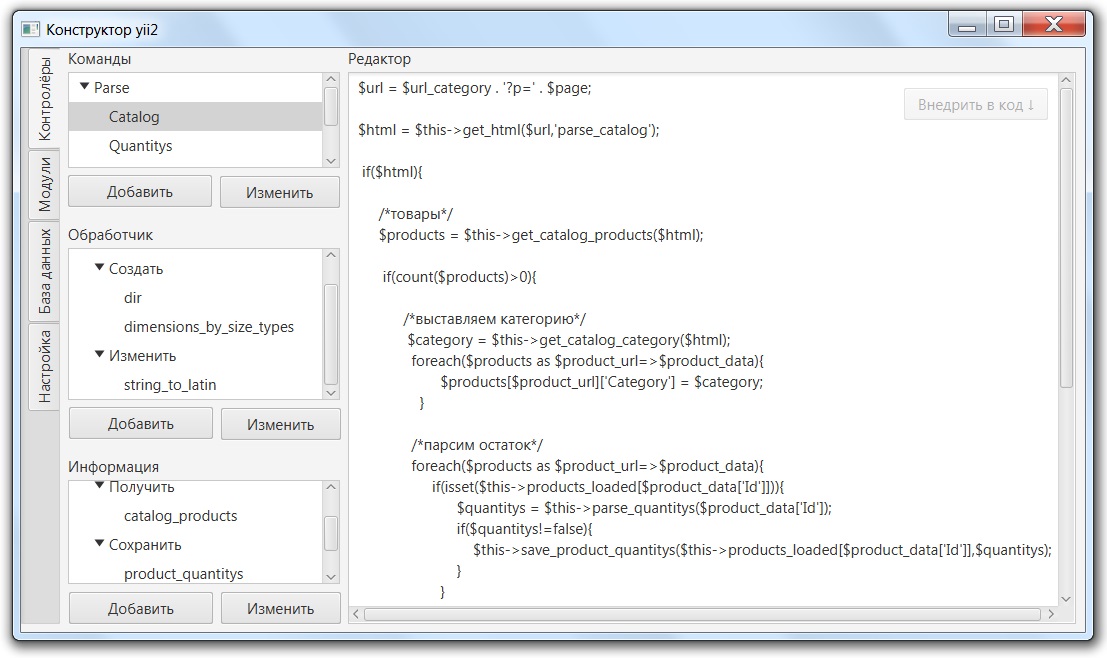 Конструктор yii2
Контролёры
Модули
База данных
Настройка
Команды
Parse
Catalog
Quantitys
Добавить
Изменить
Обработчик
Создать
dir
dimensions_by_size_types
Изменить
string_to_latin
Добавить
Изменить
Информация
Получить
catalog_products
Сохранить
product_quantitys
Добавить
Изменить
Редактор
Внедрить в код ↓
$url = $url_category . '?p=' . $page;
$html = $this->get_html($url,'parse_catalog');
if($html){
/*товары*/
$products = $this->get_catalog_products($html);
if(count($products)>0){
/*выставляем категорию*/
$category = $this->get_catalog_category($html);
foreach($products as $product_url=>$product_data){
$products[$product_url]['Category'] = $category;
}
/*парсим остаток*/
foreach($products as $product_url=>$product_data){
if(isset($this->products_loaded[$product_data['Id']])){
$quantitys = $this->parse_quantitys($product_data['Id']);
if($quantitys!=false){
$this->save_product_quantitys($this->products_loaded[$product_data['Id']],$quantitys);
}
}